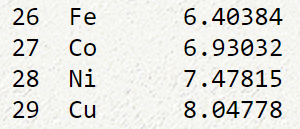 26 Fe 6.40384
27 Co 6.93032
28 Ni 7.47815
29 Cu 8.04778